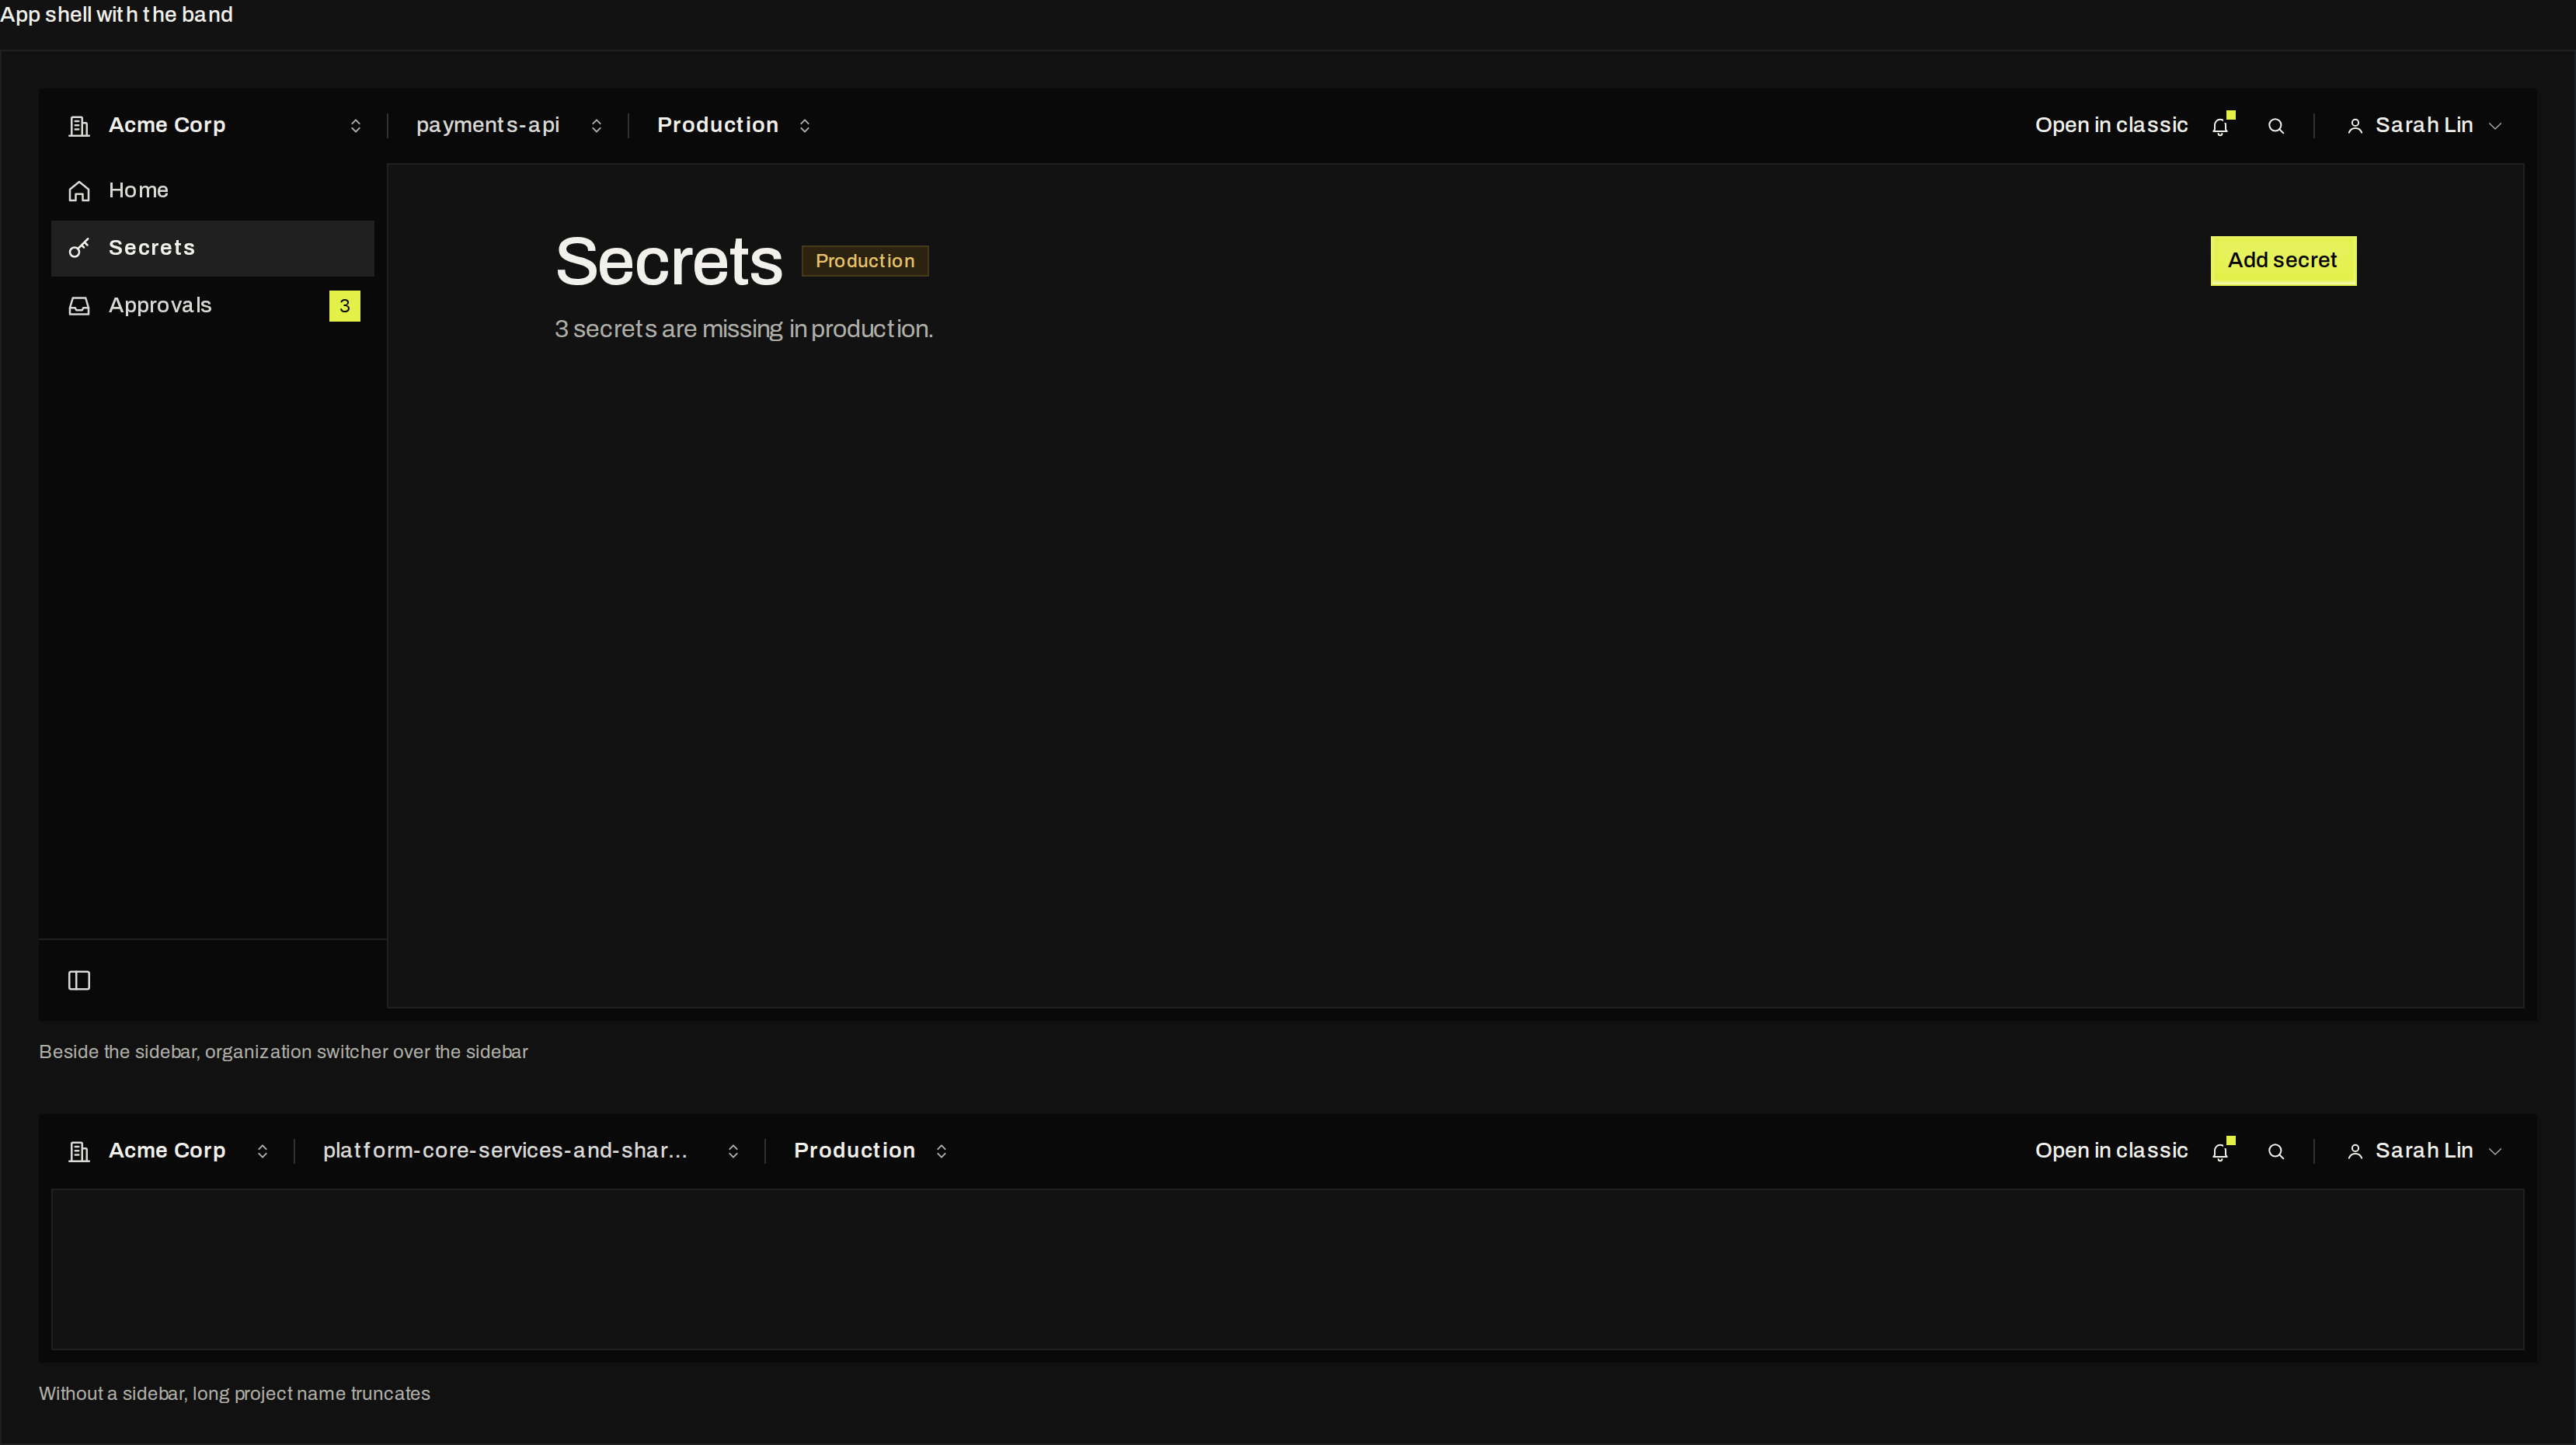 App shell with the band
Acme Corp payments-api Production Open in classic Sarah Lin
Home
Secrets
Approvals 3
Secrets Production Add secret
3 secrets are missing in production.
Beside the sidebar, organization switcher over the sidebar
Acme Corp platform-core-services-and-shar... Production Open in classic Sarah Lin
Without a sidebar, long project name truncates